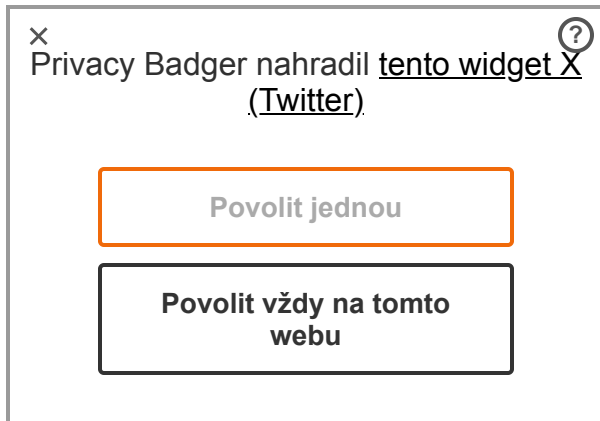 Privacy Badger nahradil tento widget X
(Twitter)
Povolit jednou
Povolit vždy na tomto
webu